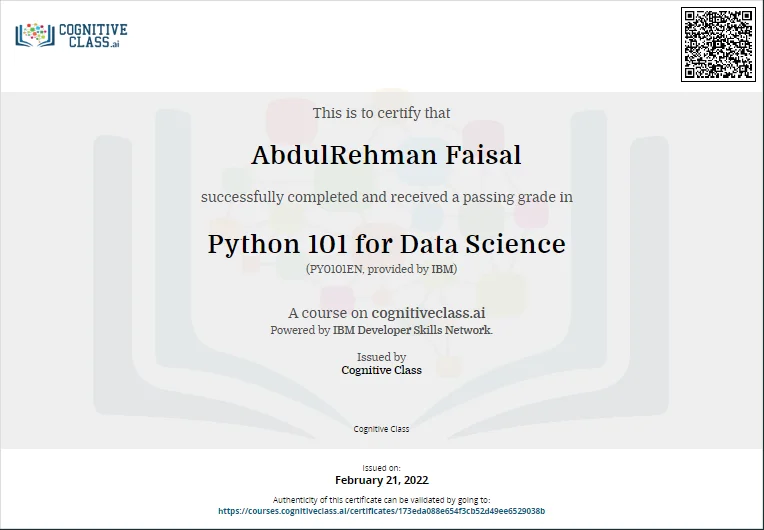 COGNITIVE
CLASS.ai
This is to certify that
AbdulRehman Faisal
successfully completed and received a passing grade in
Python 101 for Data Science
(PY0101EN, provided by IBM)
A course on cognitiveclass.ai
Powered by IBM Developer Skills Network.
Issued by
Cognitive Class
Cognitive Class
Issued on:
February 21, 2022
Authenticity of this certificate can be validated by going to:
https://courses.cognitiveclass.ai/certificates/173eda088e654f3cb52d49ee6529038b